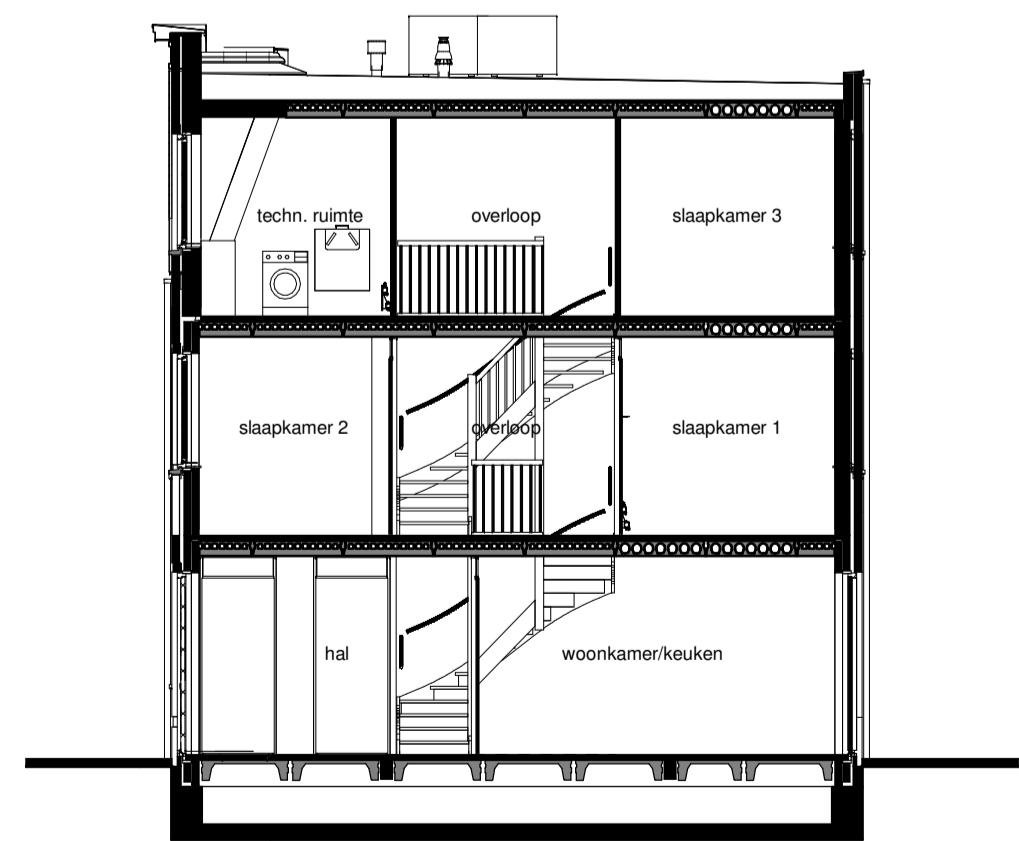 techn. ruimte
overloop
slaapkamer 3
slaapkamer 2
overloop
slaapkamer 1
hal
woonkamer/keuken